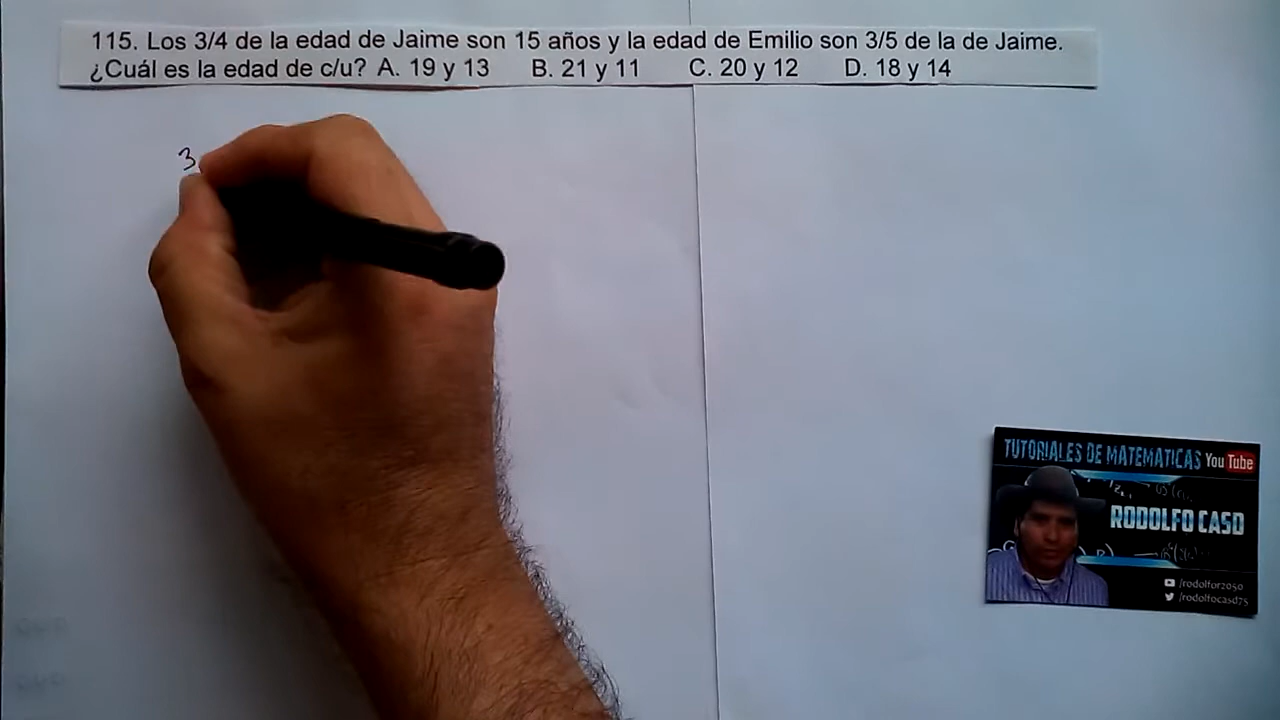 115. Los 3/4 de la edad de Jaime son 15 años y la edad de Emilio son 3/5 de la de Jaime.
¿Cuál es la edad de c/u? A. 19 y 13 B. 21 y 11 C. 20 y 12 D. 18 y 14
3
TUTORIALES DE MATEMATICAS YouTube
RODOLFO CASD
/rodolfor2050
/rodolfocasd75